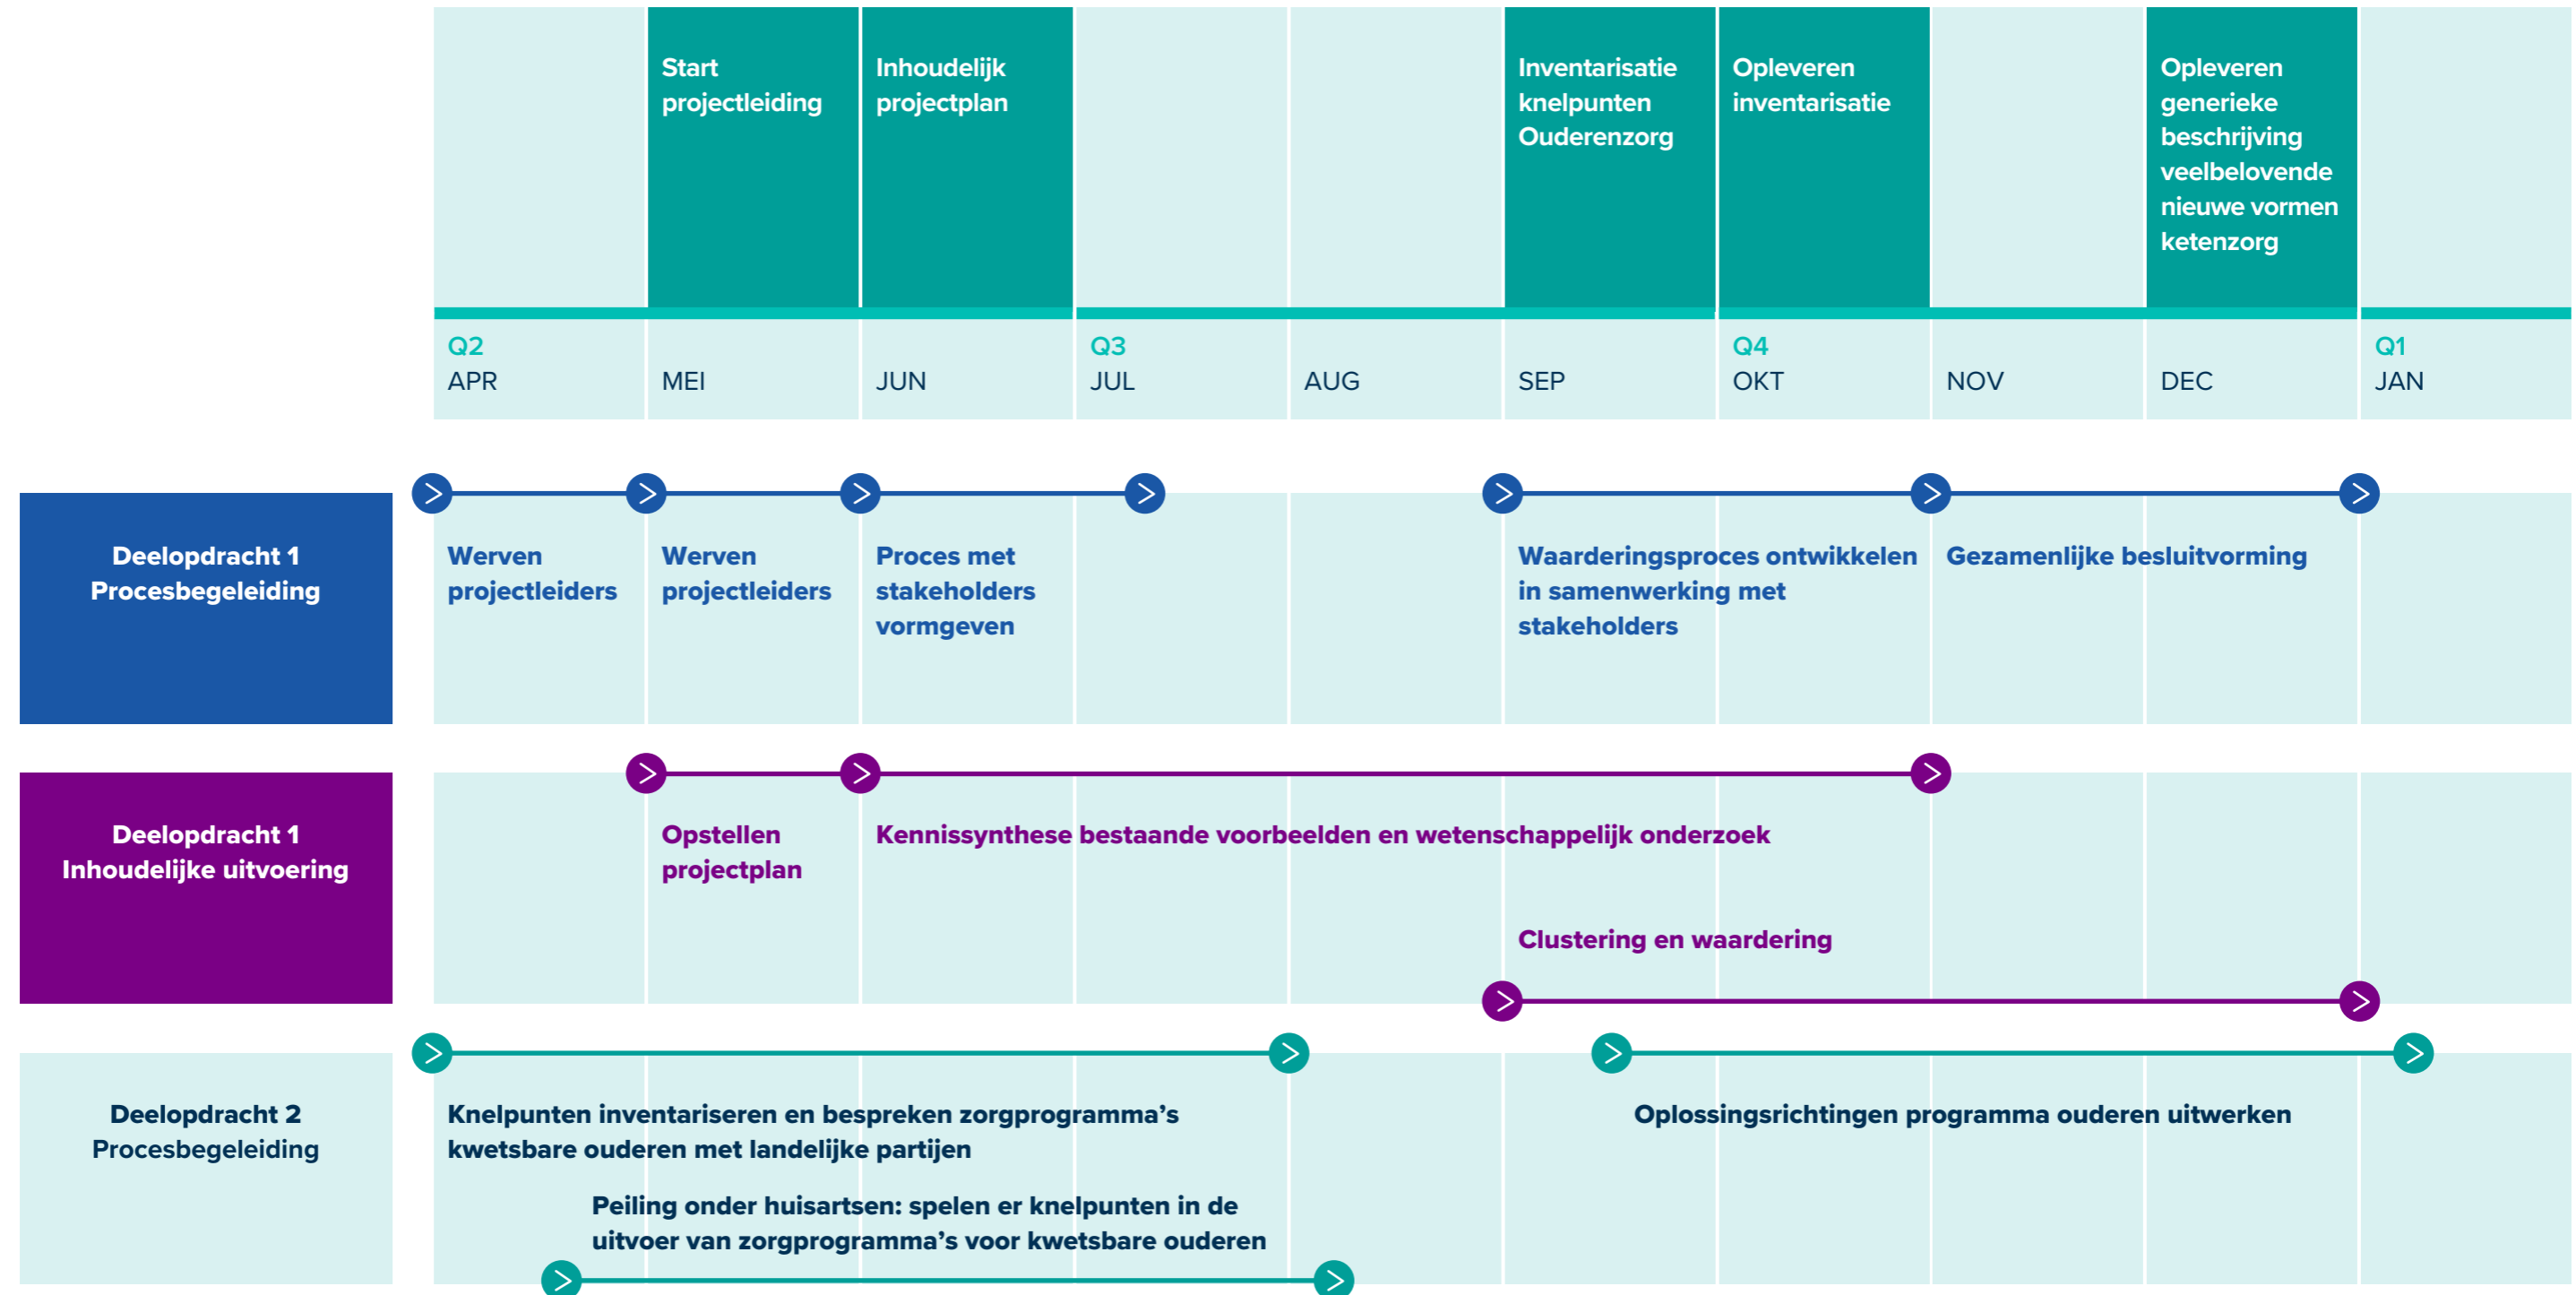 Start
projectleiding
Inhoudelijk
projectplan
Inventarisatie
knelpunten
Ouderenzorg
Opleveren
inventarisatie
Opleveren
generieke
beschrijving
veelbelovende
nieuwe vormen
ketenzorg
Q2
APR
MEI
JUN
Q3
JUL
AUG
SEP
Q4
OKT
NOV
DEC
Q1
JAN
Deelopdracht 1
Procesbegeleiding
Werven
projectleiders
Werven
projectleiders
Proces met
stakeholders
vormgeven
Waarderingsproces ontwikkelen
in samenwerking met
stakeholders
Gezamenlijke besluitvorming
Deelopdracht 1
Inhoudelijke uitvoering
Opstellen
projectplan
Kennissynthese bestaande voorbeelden en wetenschappelijk onderzoek
Clustering en waardering
Deelopdracht 2
Procesbegeleiding
Knelpunten inventariseren en bespreken zorgprogramma's
kwetsbare ouderen met landelijke partijen
Peiling onder huisartsen: spelen er knelpunten in de
uitvoer van zorgprogramma's voor kwetsbare ouderen
Oplossingsrichtingen programma ouderen uitwerken